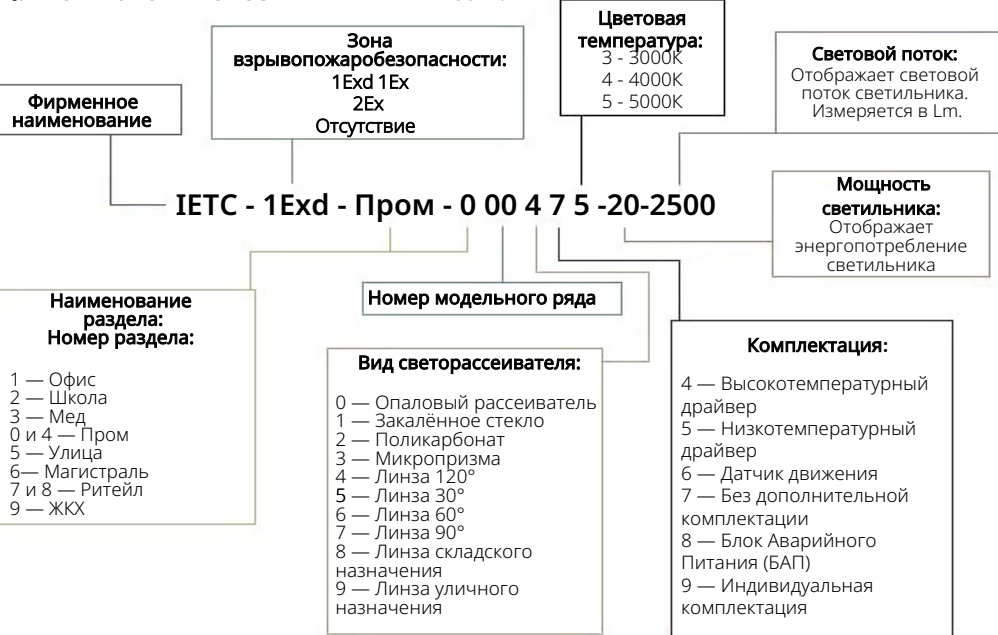 Цветовая
температура:
3 - 3000К
4 - 4000К
5 - 5000К
Зона
взрывопожаробезопасности:
1Exd 1Ex
2Ex
Отсутствие
Световой поток:
Отображает световой
поток светильника.
Измеряется в Lm.
Фирменное
наименование
IETC - 1Exd - Пром - 0 00 4 7 5 -20-2500
Мощность
светильника:
Отображает
энергопотребление
светильника
Номер модельного ряда
Наименование
раздела:
Номер раздела:
1 — Офис
2 — Школа
3 — Мед
0 и 4 — Пром
5 — Улица
6— Магистраль
7 и 8 — Ритейл
9 — ЖКХ
Вид светорассеивателя:
0 — Опаловый рассеиватель
1 — Закалённое стекло
2 — Поликарбонат
3 — Микропризма
4 — Линза 120°
5 — Линза 30°
6 — Линза 60°
7 — Линза 90°
8 — Линза складского
назначения
9 — Линза уличного
назначения
Комплектация:
4 — Высокотемпературный
драйвер
5 — Низкотемпературный
драйвер
6 — Датчик движения
7 — Без дополнительной
комплектации
8 — Блок Аварийного
Питания (БАП)
9 — Индивидуальная
комплектация